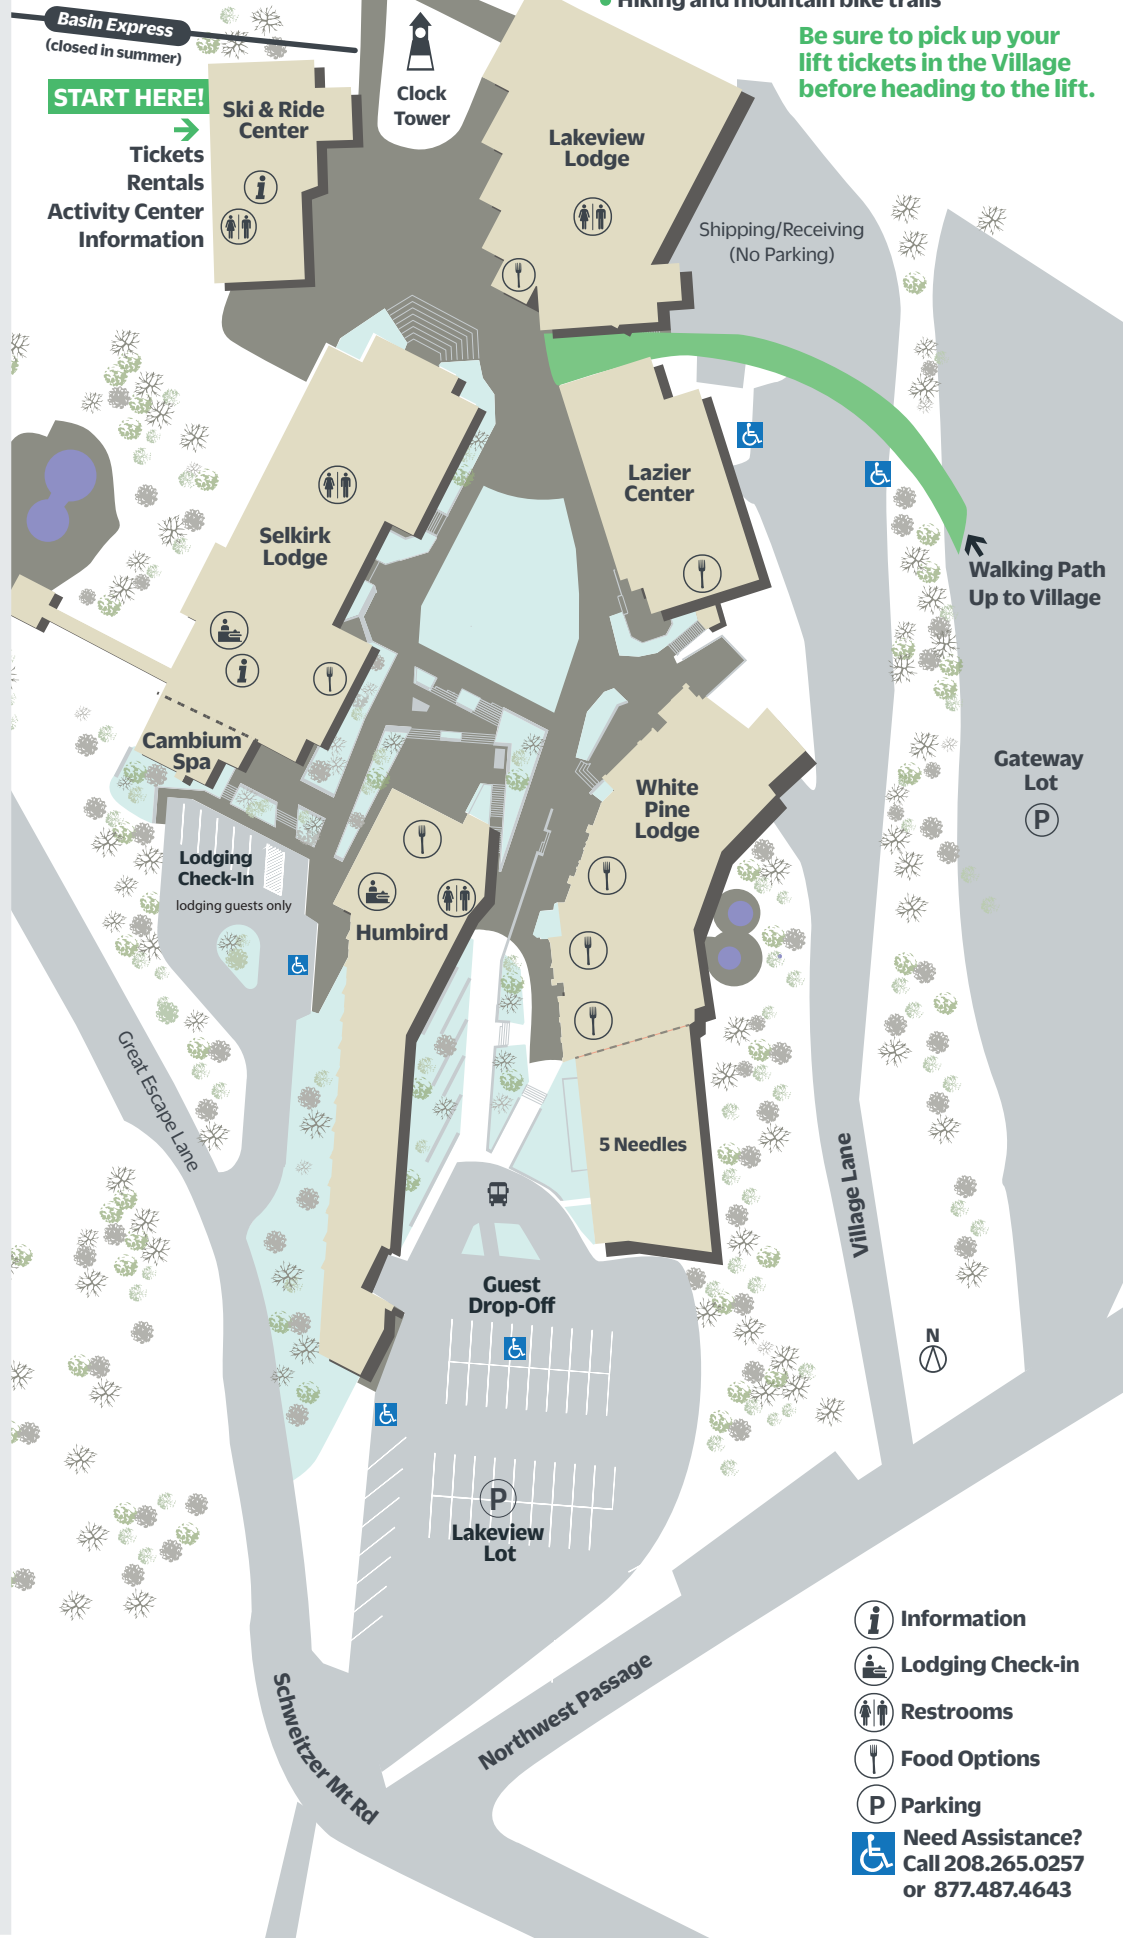 Hiking and mountain bike trails
Be sure to pick up your
lift tickets in the Village
before heading to the lift.
Basin Express
(closed in summer)
START HERE!
Tickets
Rentals
Activity Center
Information
Ski & Ride
Center
Clock
Tower
Lakeview
Lodge
Shipping/Receiving
(No Parking)
Lazier
Center
Selkirk
Lodge
Walking Path
Up to Village
Cambium
Spa
White
Pine
Lodge
Gateway
Lot
P
Lodging
Check-In
lodging guests only
Humbird
Great Escape Lane
5 Needles
Village Lane
Guest
Drop-Off
N
P
Lakeview
Lot
Schweitzer Mt Rd
Northwest Passage
Information
Lodging Check-in
Restrooms
Food Options
P Parking
Need Assistance?
Call 208.265.0257
or 877.487.4643